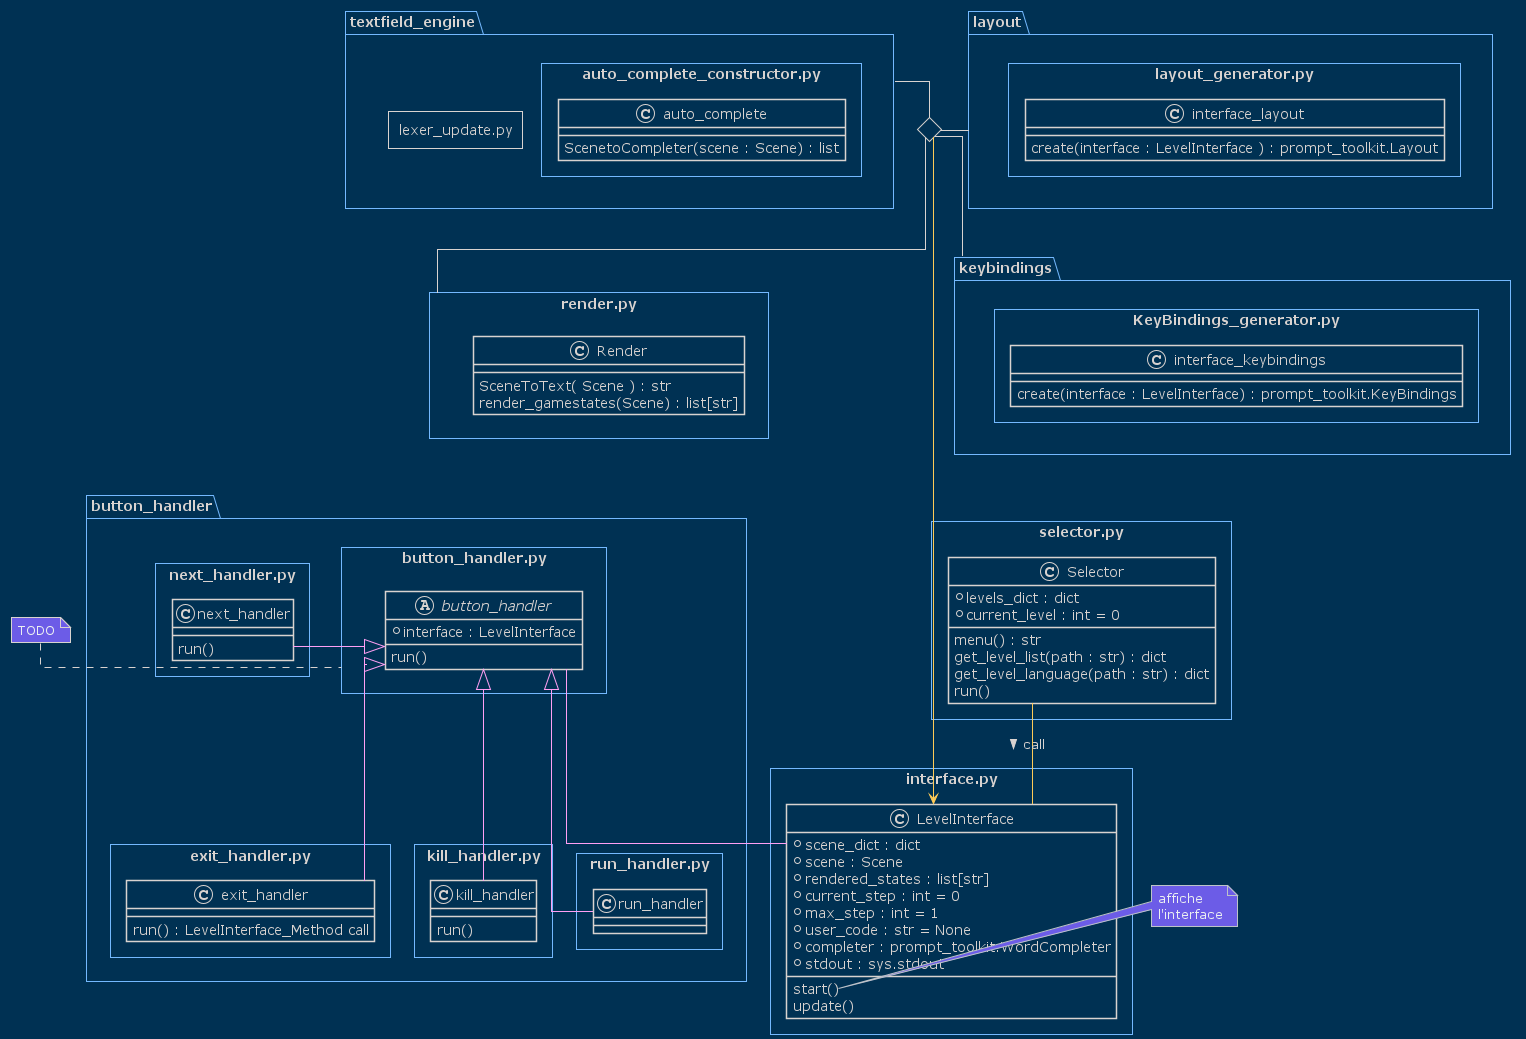 textfield_engine
auto_complete_constructor.py
C auto_complete
ScenetoCompleter(scene : Scene) : list
lexer_update.py
layout
layout_generator.py
C interface_layout
create(interface : LevelInterface ) : prompt_toolkit.Layout
render.py
C Render
SceneToText( Scene ) : str
render_gamestates(Scene) : list[str]
keybindings
KeyBindings_generator.py
C interface_keybindings
create(interface : LevelInterface) : prompt_toolkit.KeyBindings
button_handler
next_handler.py
C next_handler
run()
button_handler.py
A button_handler
interface : LevelInterface
run()
TODO
selector.py
C Selector
levels_dict : dict
current_level : int = 0
menu() : str
get_level_list(path : str) : dict
get_level_language(path : str) : dict
run()
call
exit_handler.py
C exit_handler
run() : LevelInterface_Method call
kill_handler.py
C kill_handler
run()
run_handler.py
C run_handler
interface.py
C LevelInterface
scene_dict : dict
scene : Scene
rendered_states : list[str]
current_step : int = 0
max_step : int = 1
user_code : str = None
completer : prompt_toolkit.WordCompleter
stdout : sys.stdout
start()
update()
affiche
l'interface